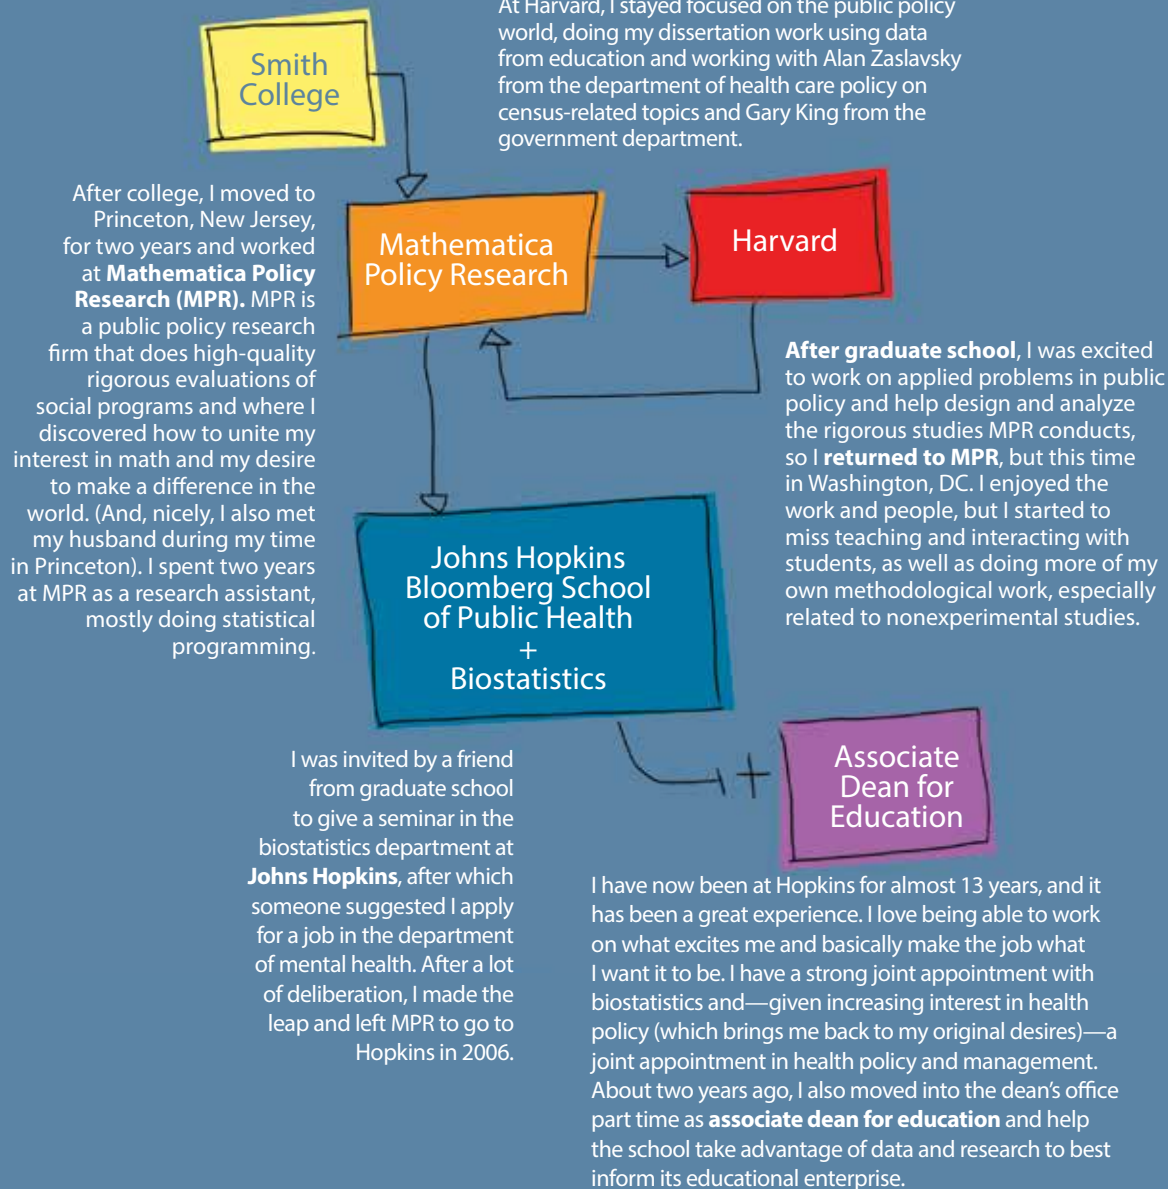 Smith
College
At Harvard, I stayed focused on the public policy
world, doing my dissertation work using data
from education and working with Alan Zaslavsky
from the department of health care policy on
census-related topics and Gary King from the
government department.
After college, I moved to
Princeton, New Jersey,
for two years and worked
at Mathematica Policy
Research (MPR). MPR is
a public policy research
firm that does high-quality
rigorous evaluations of
social programs and where I
discovered how to unite my
interest in math and my desire
to make a difference in the
world. (And, nicely, I also met
my husband during my time
in Princeton). I spent two years
at MPR as a research assistant,
mostly doing statistical
programming.
Mathematica
Policy Research
Harvard
After graduate school, I was excited
to work on applied problems in public
policy and help design and analyze
the rigorous studies MPR conducts,
so I returned to MPR, but this time
in Washington, DC. I enjoyed the
work and people, but I started to
miss teaching and interacting with
students, as well as doing more of my
own methodological work, especially
related to nonexperimental studies.
Johns Hopkins
Bloomberg School
of Public Health
+
Biostatistics
I was invited by a friend
from graduate school
to give a seminar in the
biostatistics department at
Johns Hopkins, after which
someone suggested I apply
for a job in the department
of mental health. After a lot
of deliberation, I made the
leap and left MPR to go to
Hopkins in 2006.
+
Associate
Dean for
Education
I have now been at Hopkins for almost 13 years, and it
has been a great experience. I love being able to work
on what excites me and basically make the job what
I want it to be. I have a strong joint appointment with
biostatistics and—given increasing interest in health
policy (which brings me back to my original desires)—a
joint appointment in health policy and management.
About two years ago, I also moved into the dean's office
part time as associate dean for education and help
the school take advantage of data and research to best
inform its educational enterprise.